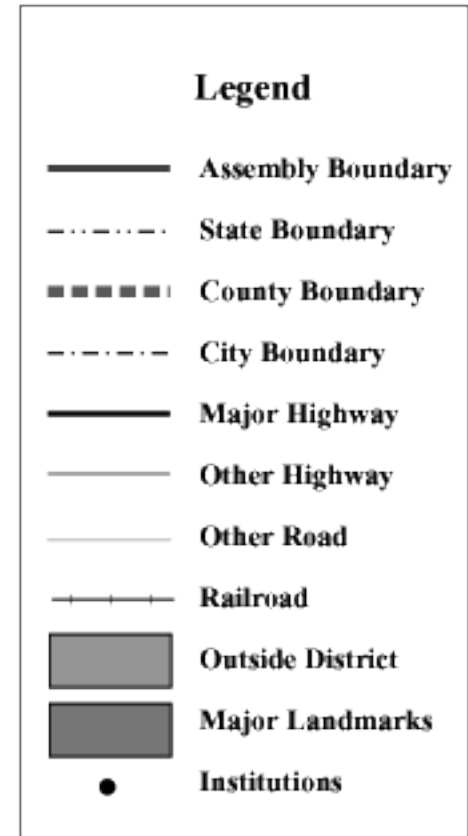 Legend
Assembly Boundary
State Boundary
County Boundary
City Boundary
Major Highway
Other Highway
Other Road
Railroad
Outside District
Major Landmarks
Institutions